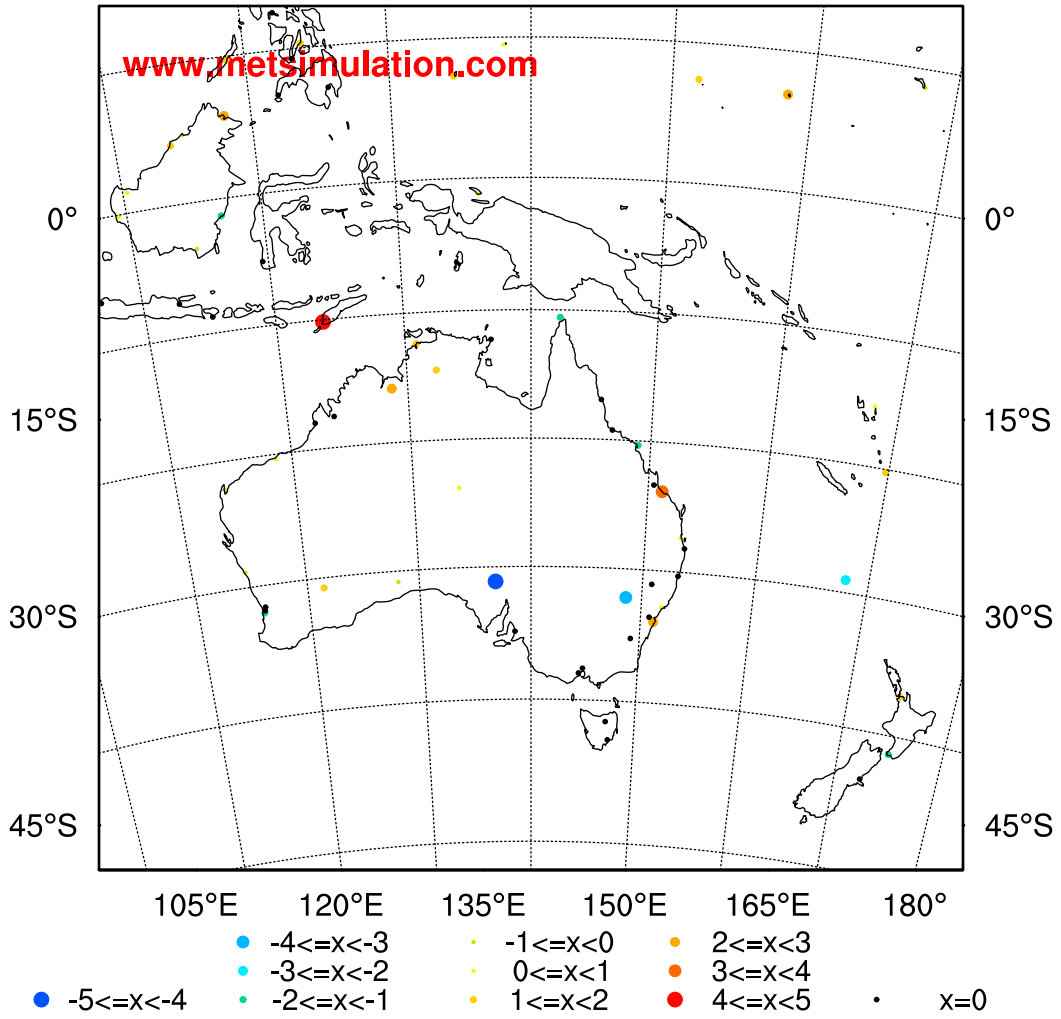 www.metsimulation.com
0° 0°
15°S 15°S
30°S 30°S
45°S 45°S
105°E 120°E 135°E 150°E 165°E 180°
-4<=x<-3 -1<=x<0 2<=x<3
-3<=x<-2 0<=x<1 3<=x<4
-5<=x<-4 -2<=x<-1 1<=x<2 4<=x<5 x=0